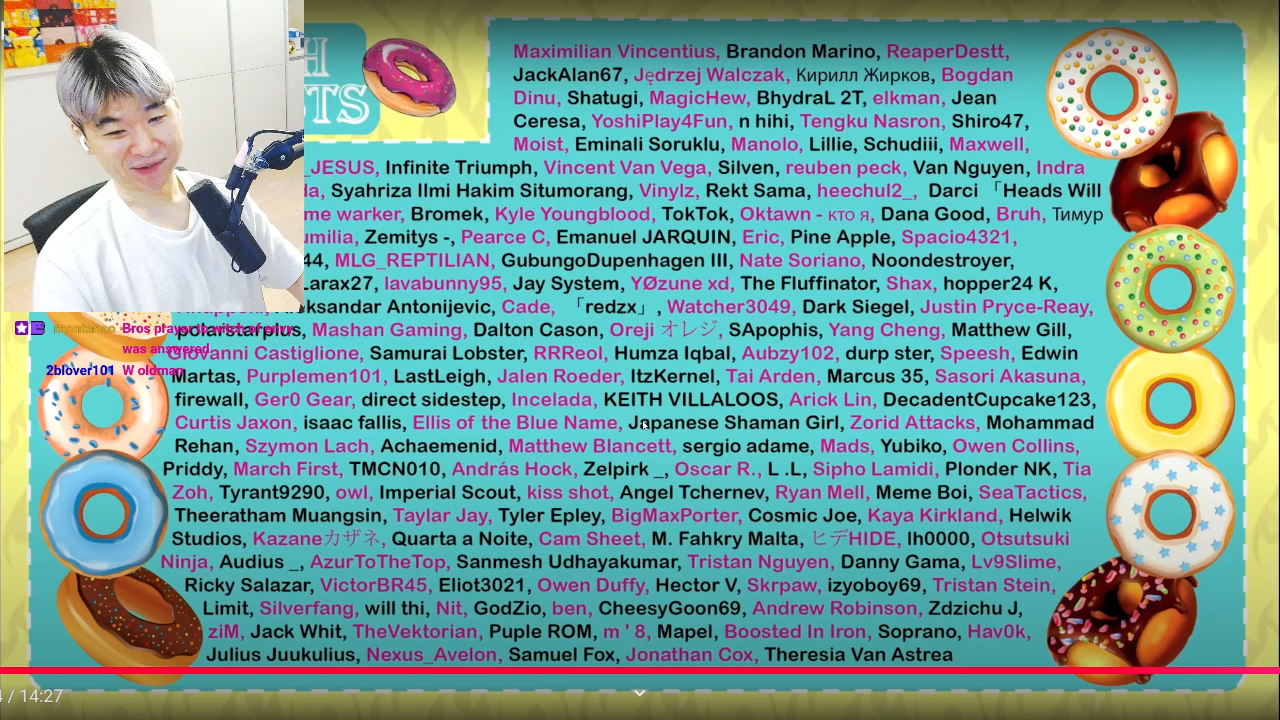 H
STS
Maximilian Vincentius, Brandon Marino, ReaperDestt,
JackAlan67, Jędrzej Walczak, Кирилл Жирков, Bogdan
Dinu, Shatugi, MagicHew, BhydraL 2T, elkman, Jean
Ceresa, YoshiPlay4Fun, n hihi, Tengku Nasron, Shiro47,
Moist, Eminali Soruklu, Manolo, Lillie, Schudiii, Maxwell,
_JESUS, Infinite Triumph, Vincent Van Vega, Silven, reuben peck, Van Nguyen, Indra
da, Syahriza Ilmi Hakim Situmorang, Vinylz, Rekt Sama, heechul2_, Darci 「Heads Will
me warker, Bromek, Kyle Youngblood, TokTok, Oktawn - кто я, Dana Good, Bruh, Тимур
umilia, Zemitys -, Pearce C, Emanuel JARQUIN, Eric, Pine Apple, Spacio4321,
44, MLG_REPTILIAN, GubungoDupenhagen III, Nate Soriano, Noondestroyer,
Larax27, lavabunny95, Jay System, YØzune xd, The Fluffinator, Shax, hopper24 K,
Aleksandar Antonijevic, Cade, 「redzx」, Watcher3049, Dark Siegel, Justin Pryce-Reay,
Mashan Gaming, Dalton Cason, Oreji オレジ, SApophis, Yang Cheng, Matthew Gill,
Giovanni Castiglione, Samurai Lobster, RRReol, Humza Iqbal, Aubzy102, durp ster, Speesh, Edwin
Martas, Purplemen101, LastLeigh, Jalen Roeder, ItzKernel, Tai Arden, Marcus 35, Sasori Akasuna,
firewall, Ger0 Gear, direct sidestep, Incelada, KEITH VILLALOOS, Arick Lin, DecadentCupcake123,
Curtis Jaxon, isaac fallis, Ellis of the Blue Name, Japanese Shaman Girl, Zorid Attacks, Mohammad
Rehan, Szymon Lach, Achaemenid, Matthew Blancett, sergio adame, Mads, Yubiko, Owen Collins,
Priddy, March First, TMCN010, András Hock, Zelpirk _, Oscar R., L .L, Sipho Lamidi, Plonder NK, Tia
Zoh, Tyrant9290, owl, Imperial Scout, kiss shot, Angel Tchernev, Ryan Mell, Meme Boi, SeaTactics,
Theeratham Muangsin, Taylar Jay, Tyler Epley, BigMaxPorter, Cosmic Joe, Kaya Kirkland, Helwik
Studios, Kazaneカザネ, Quarta a Noite, Cam Sheet, M. Fahkry Malta, ヒデHIDE, lh0000, Otsutsuki
Ninja, Audius _, AzurToTheTop, Sanmesh Udhayakumar, Tristan Nguyen, Danny Gama, Lv9Slime,
Ricky Salazar, VictorBR45, Eliot3021, Owen Duffy, Hector V, Skrpaw, izyoboy69, Tristan Stein,
Limit, Silverfang, will thi, Nit, GodZio, ben, CheesyGoon69, Andrew Robinson, Zdzichu J,
ziM, Jack Whit, TheVektorian, Puple ROM, m ' 8, Mapel, Boosted In Iron, Soprano, Hav0k,
Julius Juukulius, Nexus_Avelon, Samuel Fox, Jonathan Cox, Theresia Van Astrea
Bros prayer to witch of envy
was answered
2blover101 W oldman
/ 14:27